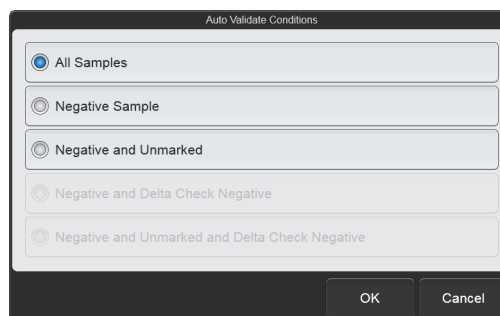 Auto Validate Conditions
All Samples
Negative Sample
Negative and Unmarked
Negative and Delta Check Negative
Negative and Unmarked and Delta Check Negative
OK
Cancel